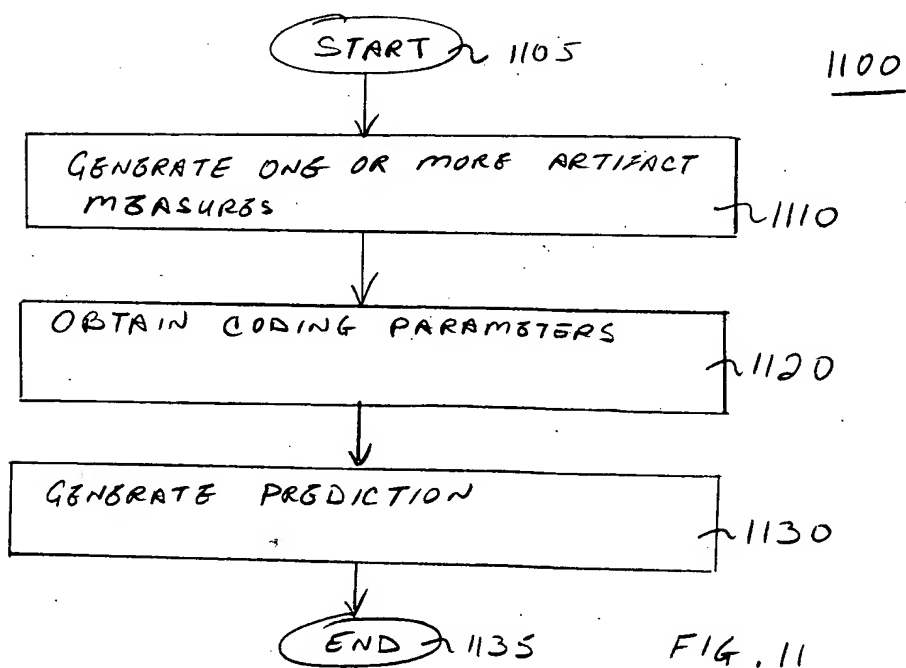 START 1105
1100
GENERATE ONE OR MORE ARTIFACT
MEASURES
1110
OBTAIN CODING PARAMETERS
1120
GENERATE PREDICTION
1130
END 1135
FIG. 11